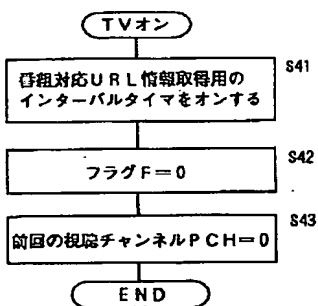 TVオン
S41
番組対応URL情報取得用の
インターバルタイマをオンする
S42
フラグF=0
S43
前回の視聴チャンネルPCH=0
END